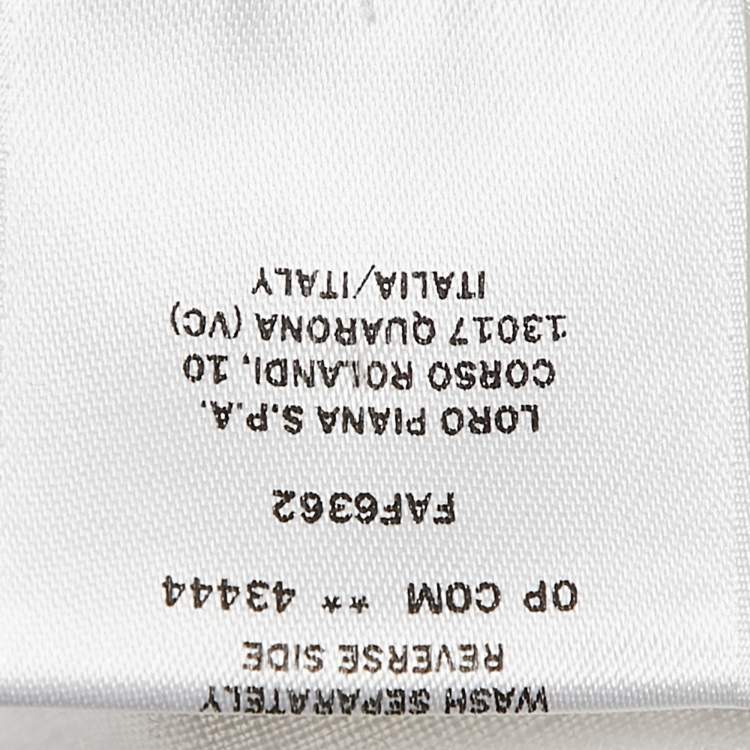 WASH SEPARATELY
REVERSE SIDE
OP COM ** 43444
FAF6362
LORO PIANA S.P.A.
CORSO ROLANDI, 10
13017 QUARONA (VC)
ITALIA/ITALY